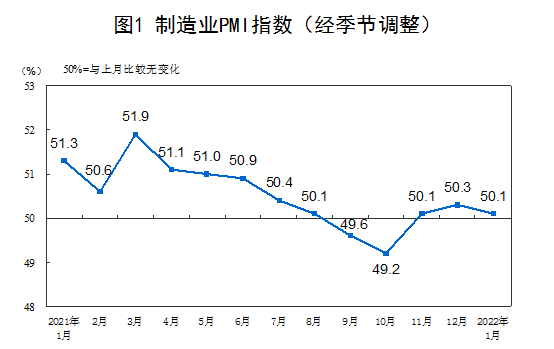 图1 制造业PMI指数（经季节调整）
（%）
50%=与上月比较无变化
53
52
51
50
49
48
51.3
50.6
51.9
51.1
51.0
50.9
50.4
50.1
49.6
49.2
50.1
50.3
50.1
2021年
1月
2月
3月
4月
5月
6月
7月
8月
9月
10月
11月
12月
2022年
1月